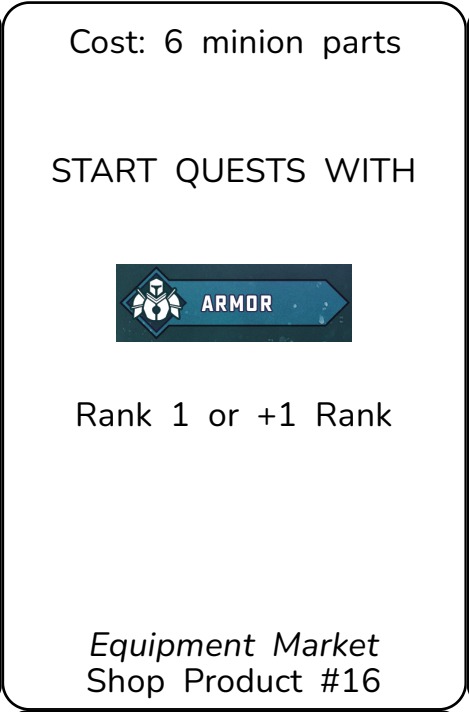 Cost: 6 minion parts
START QUESTS WITH
ARMOR
Rank 1 or +1 Rank
Equipment Market
Shop Product #16